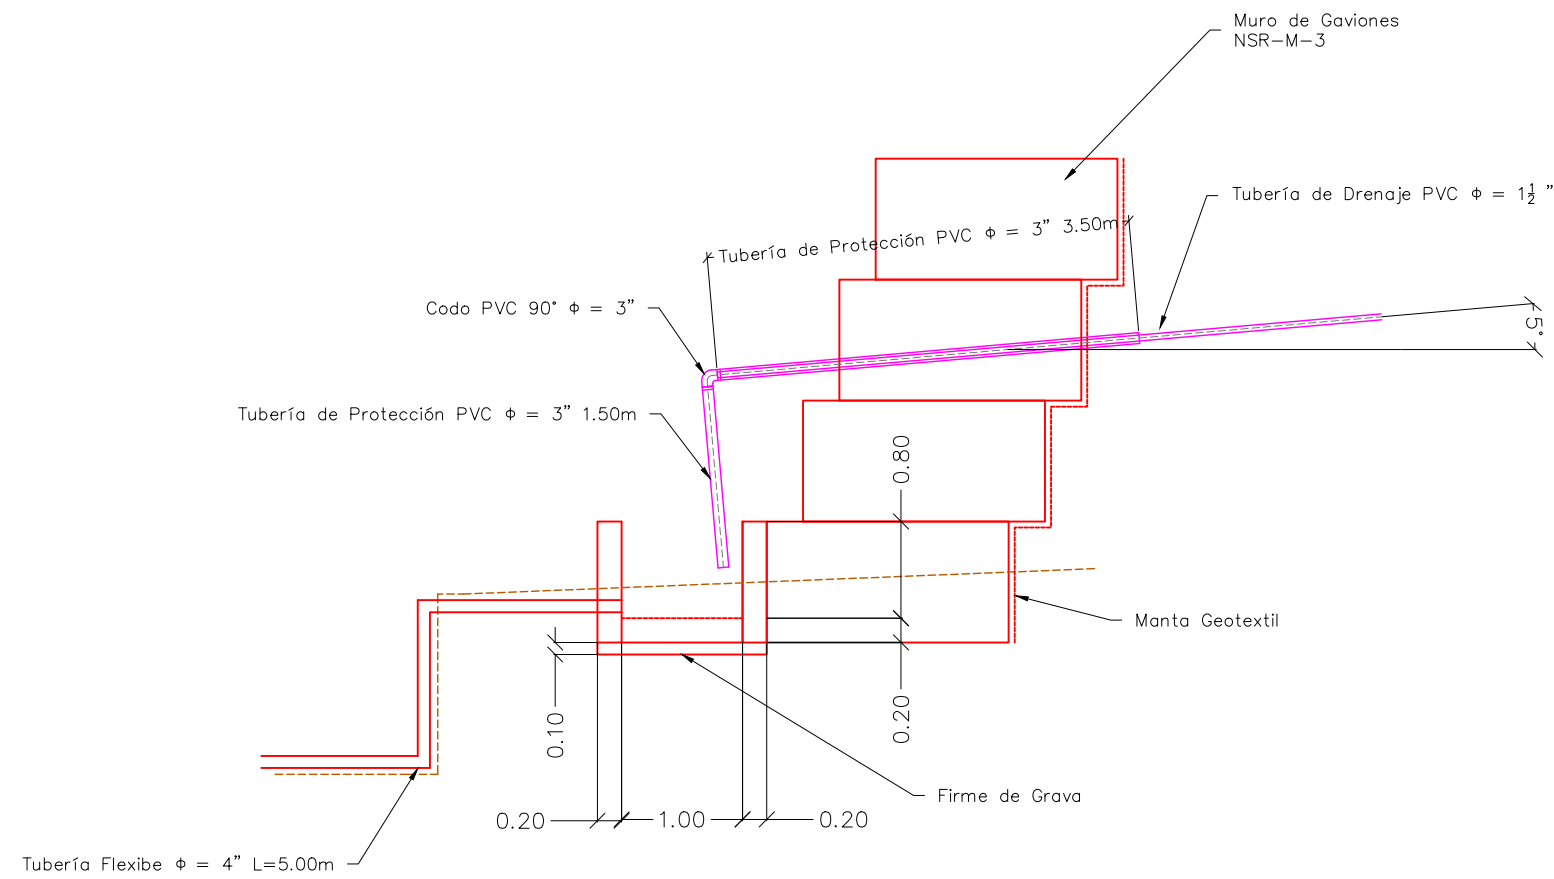 Muro de Gaviones
NSR-M-3
Tubería de Drenaje PVC ϕ = 1½ "
Tubería de Protección PVC ϕ = 3" 3.50m
Codo PVC 90° ϕ = 3"
5°
Tubería de Protección PVC ϕ = 3" 1.50m
0.80
Manta Geotextil
0.20
0.10
Firme de Grava
0.20
1.00
0.20
Tubería Flexibe ϕ = 4" L=5.00m